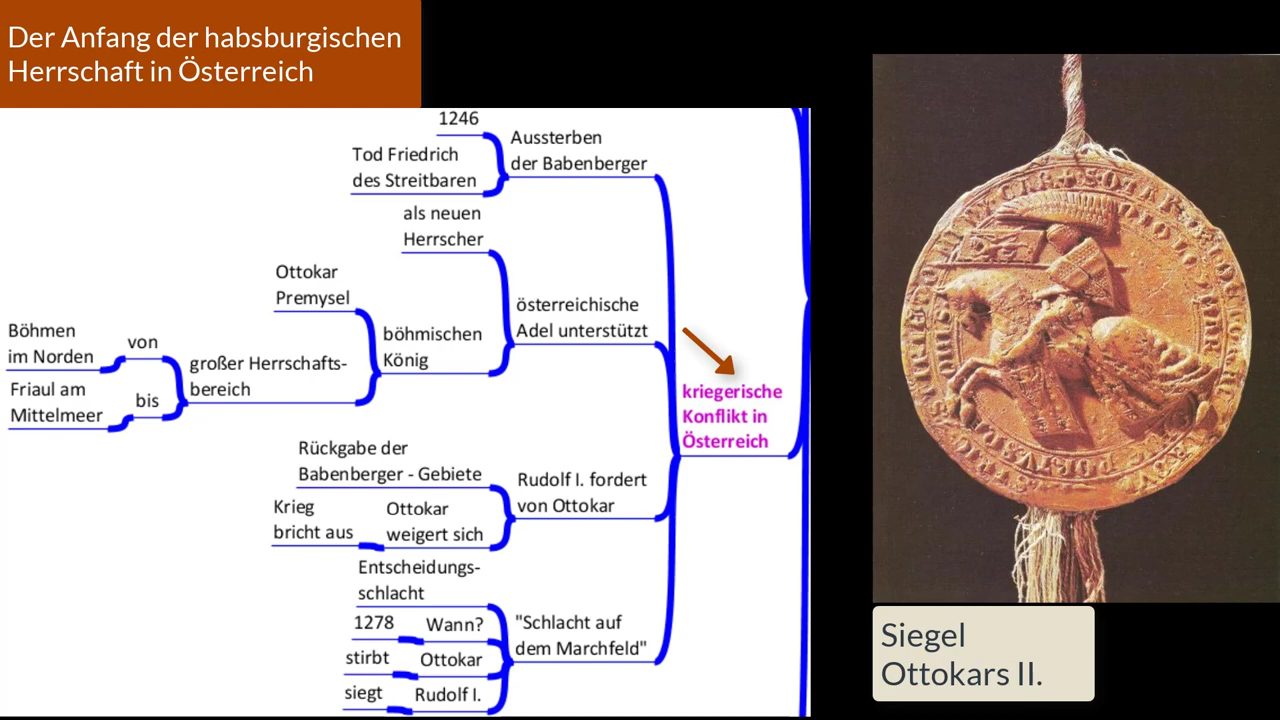 Der Anfang der habsburgischen
Herrschaft in Österreich
1246
Aussterben
der Babenberger
Tod Friedrich
des Streitbaren
als neuen
Herrscher
Ottokar
Premysel
österreichische
Adel unterstützt
böhmischen
König
Böhmen
im Norden
von
großer Herrschafts-
bereich
Friaul am
Mittelmeer
bis
kriegerische
Konflikt in
Österreich
Rückgabe der
Babenberger - Gebiete
Rudolf I. fordert
von Ottokar
Krieg
bricht aus
Ottokar
weigert sich
Entscheidungs-
schlacht
1278
Wann?
"Schlacht auf
dem Marchfeld"
stirbt
Ottokar
siegt
Rudolf I.
Siegel
Ottokars II.